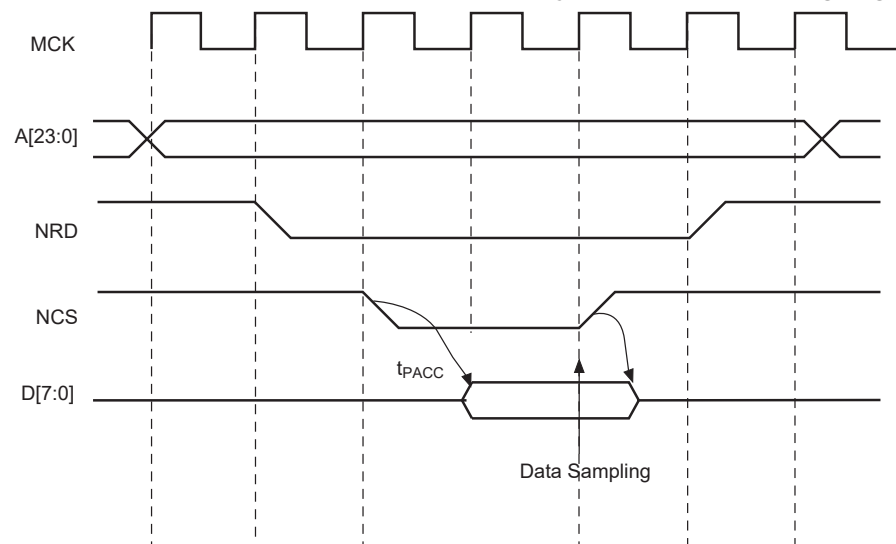 MCK
A[23:0]
NRD
NCS
tPACC
D[7:0]
Data Sampling